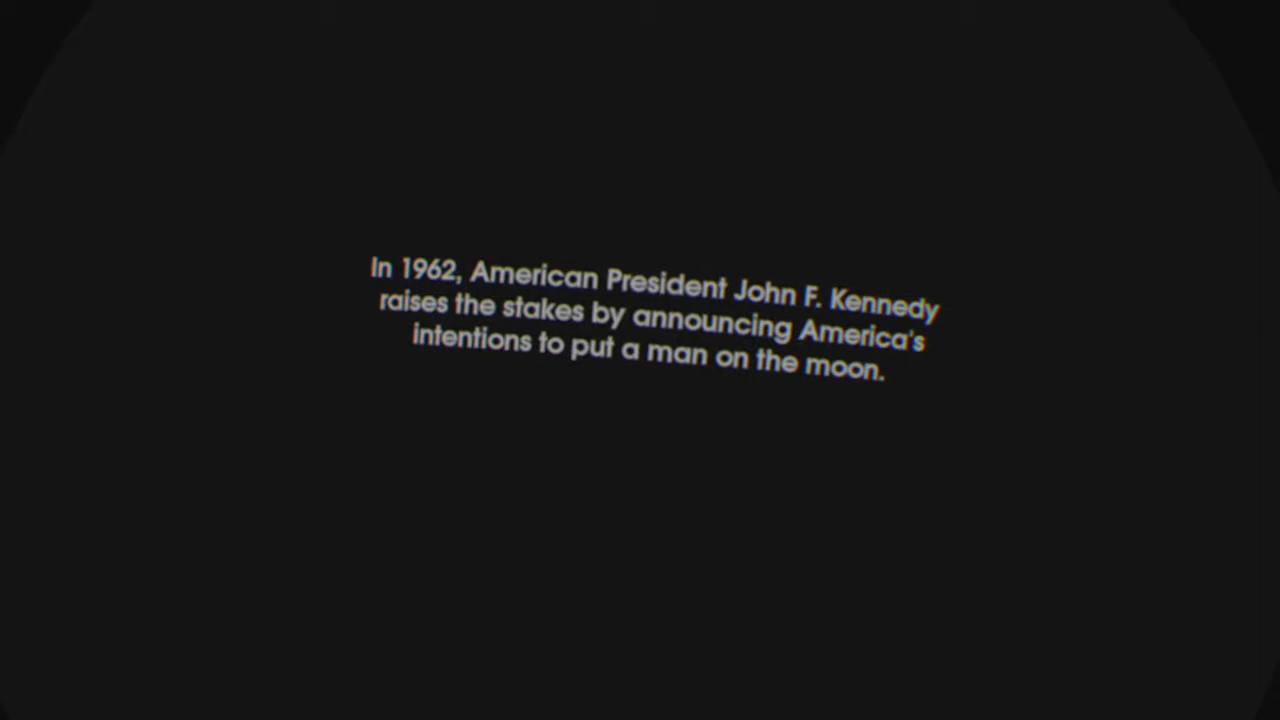 In 1962, American President John F. Kennedy
raises the stakes by announcing America's
intentions to put a man on the moon.